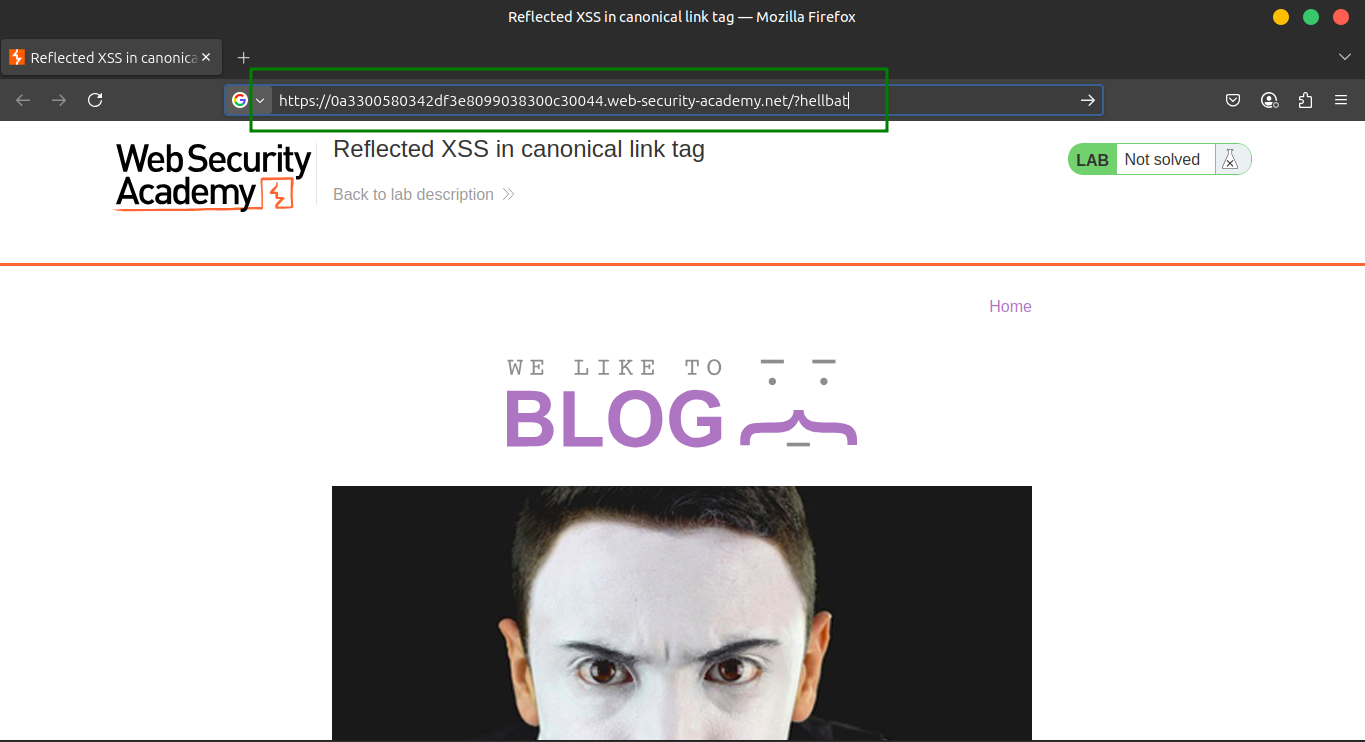 Reflected XSS in canonical link tag — Mozilla Firefox
Reflected XSS in canonica
https://0a3300580342df3e8099038300c30044.web-security-academy.net/?hellbat
Web Security
Academy
Reflected XSS in canonical link tag
Back to lab description
LAB Not solved
Home
WE LIKE TO
BLOG